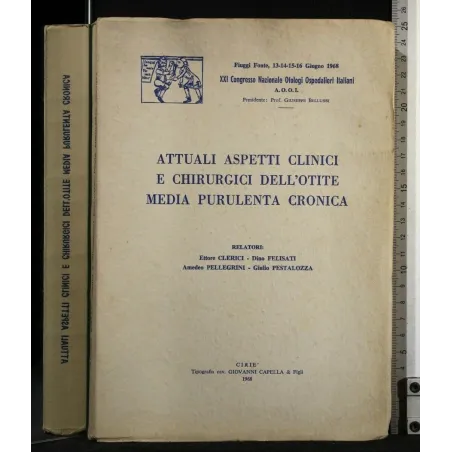 Fiuggi Fonte, 13-14-15-16 Giugno 1968
XXI Congresso Nazionale Otologi Ospedalieri Italiani
A. O. O. I.
Presidente: Prof. Giuseppe Bellussi
ATTUALI ASPETTI CLINICI
E CHIRURGICI DELL'OTITE
MEDIA PURULENTA CRONICA
RELATORI:
Ettore CLERICI - Dino FELISATI
Amedeo PELLEGRINI - Giulio PESTALOZZA
CIRIE'
Tipografia cav. GIOVANNI CAPELLA & Figli
1968
ATTUALI ASPETTI CLINICI E CHIRURGICI DELL'OTITE MEDIA PURULENTA CRONICA